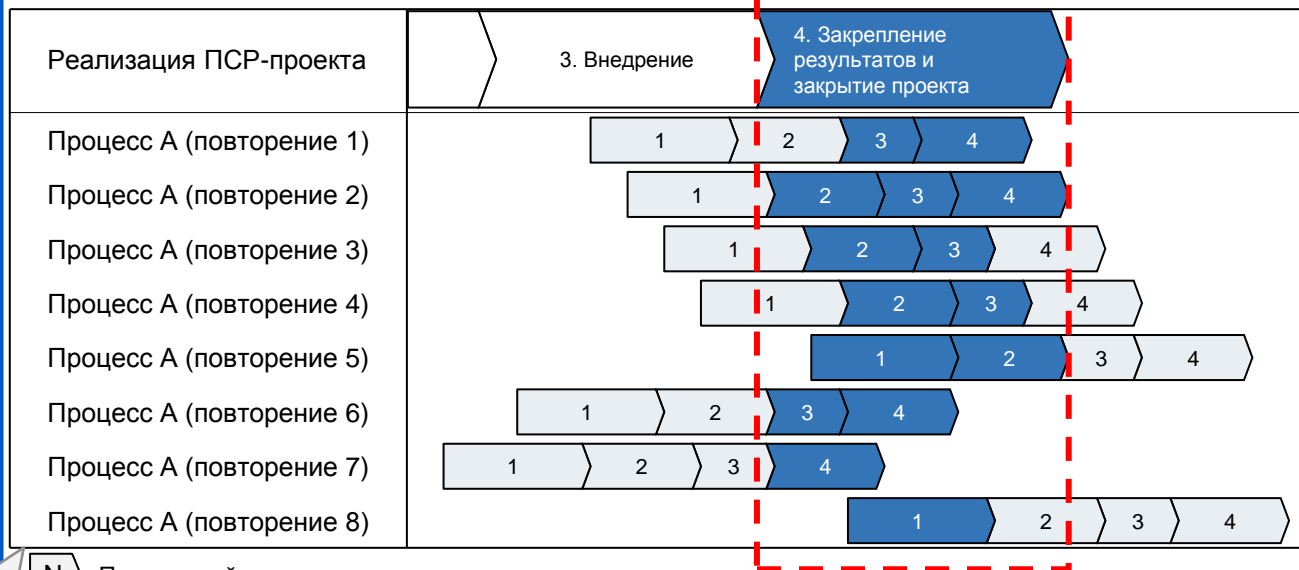 Реализация ПСР-проекта
3. Внедрение
4. Закрепление
результатов и
закрытие проекта
Процесс А (повторение 1)
1 2 3 4
Процесс А (повторение 2)
1 2 3 4
Процесс А (повторение 3)
1 2 3 4
Процесс А (повторение 4)
1 2 3 4
Процесс А (повторение 5)
1 2 3 4
Процесс А (повторение 6)
1 2 3 4
Процесс А (повторение 7)
1 2 3 4
Процесс А (повторение 8)
1 2 3 4
N